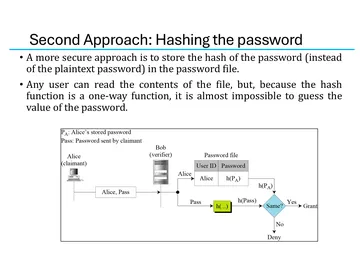 Second Approach: Hashing the password
• A more secure approach is to store the hash of the password (instead
of the plaintext password) in the password file.
• Any user can read the contents of the file, but, because the hash
function is a one-way function, it is almost impossible to guess the
value of the password.
P_A: Alice's stored password
Pass: Password sent by claimant
Alice
(claimant)
Bob
(verifier)
Password file
User ID Password
Alice
Alice h(P_A)
h(P_A)
Alice, Pass
Pass
h(...)
h(Pass)
Same?
Yes
Grant
No
Deny